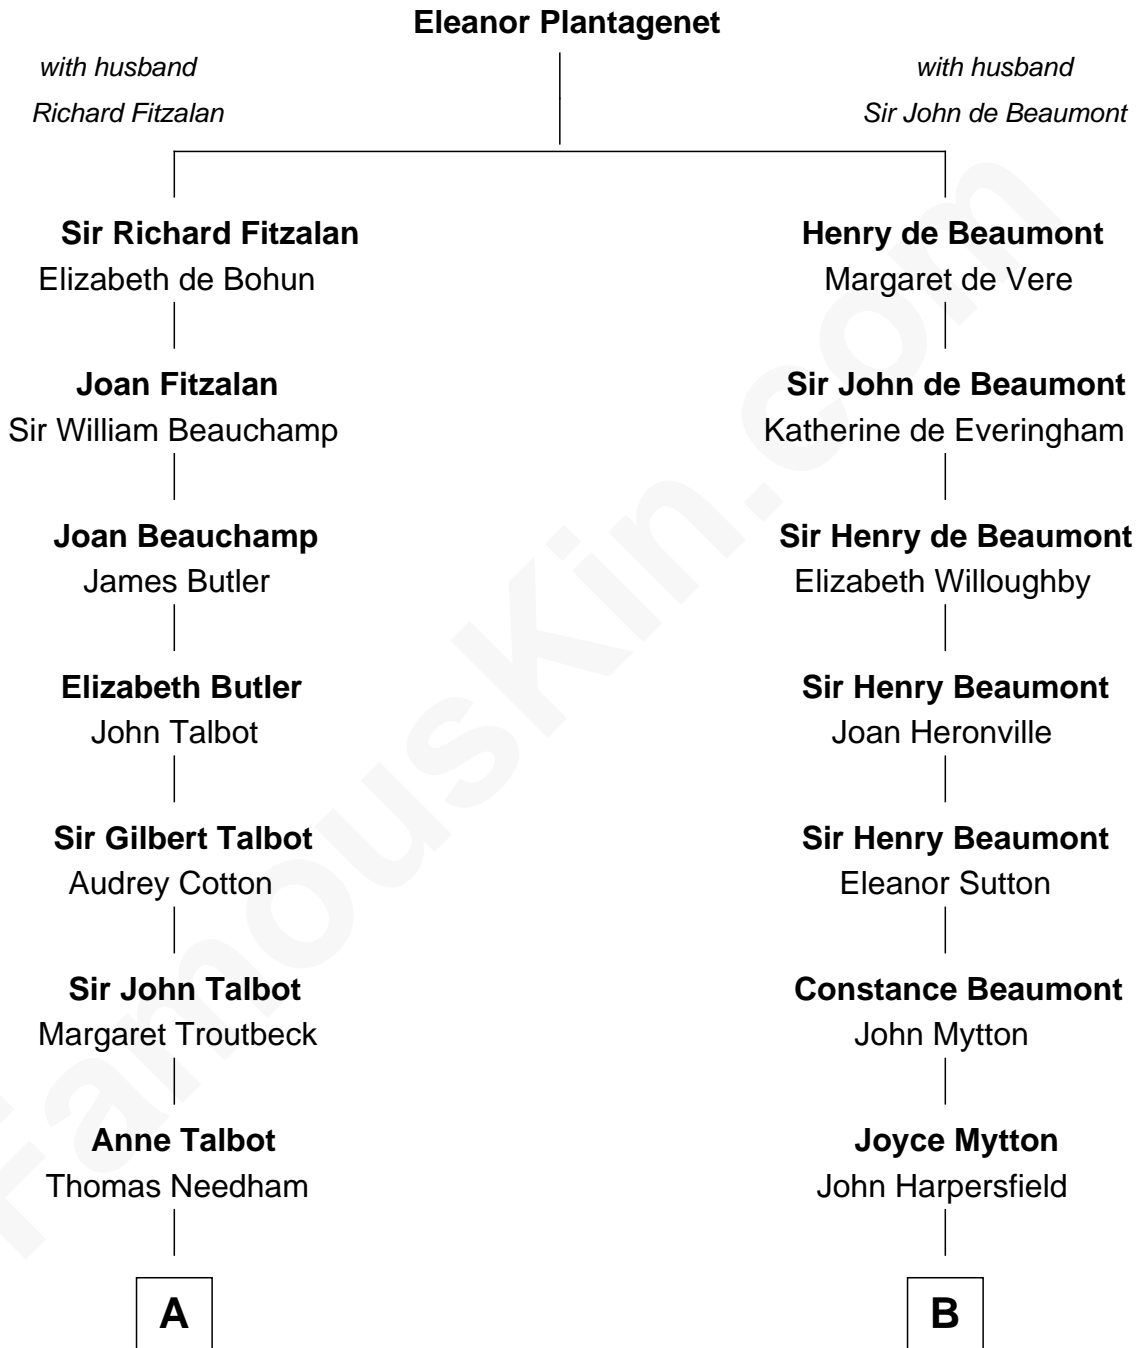 Eleanor Plantagenet
with husband
Richard Fitzalan
with husband
Sir John de Beaumont
Sir Richard Fitzalan
Elizabeth de Bohun
Henry de Beaumont
Margaret de Vere
Joan Fitzalan
Sir William Beauchamp
Sir John de Beaumont
Katherine de Everingham
Joan Beauchamp
James Butler
Sir Henry de Beaumont
Elizabeth Willoughby
Elizabeth Butler
John Talbot
Sir Henry Beaumont
Joan Heronville
Sir Gilbert Talbot
Audrey Cotton
Sir Henry Beaumont
Eleanor Sutton
Sir John Talbot
Margaret Troutbeck
Constance Beaumont
John Mytton
Anne Talbot
Thomas Needham
Joyce Mytton
John Harpersfield
A
B
FamousKin.com